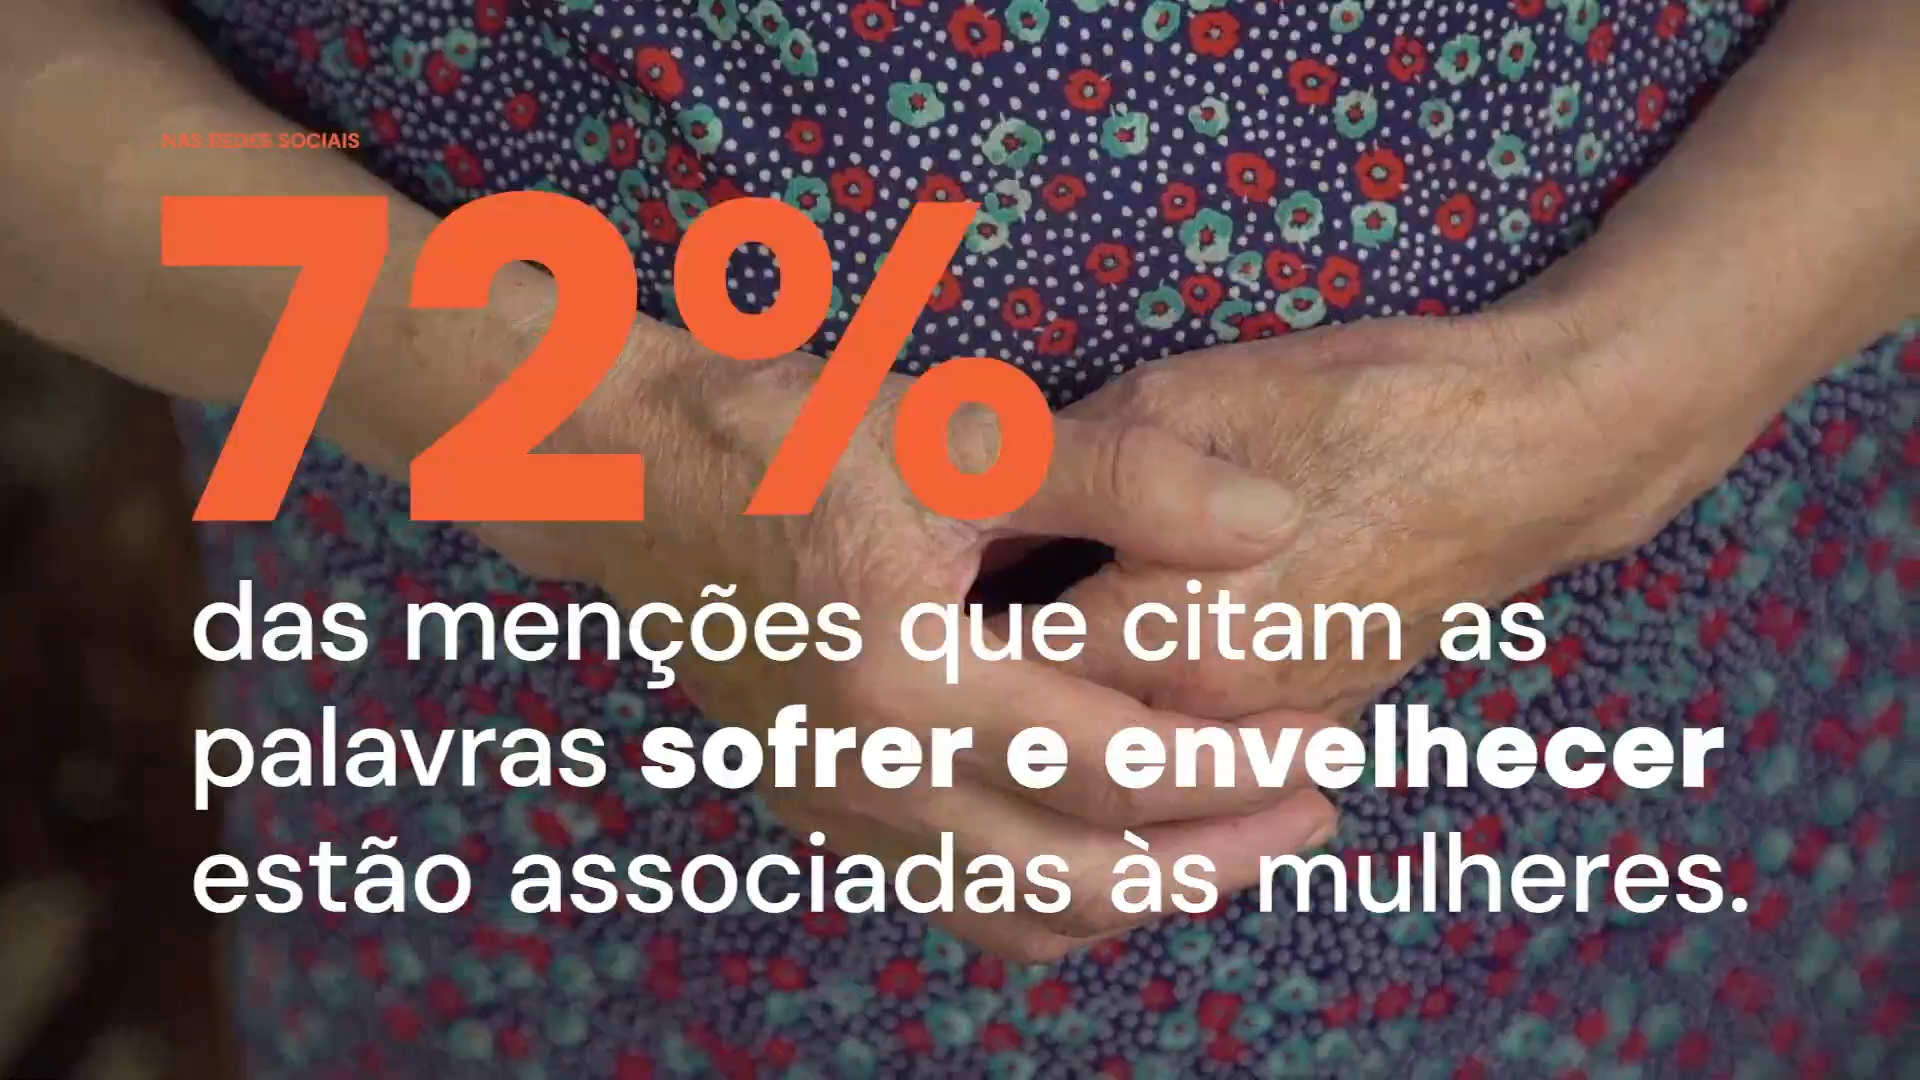 NAS REDES SOCIAIS
72%
das menções que citam as
palavras sofrer e envelhecer
estão associadas às mulheres.